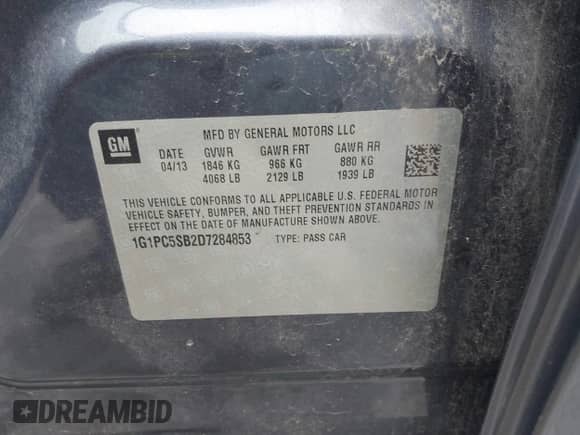 GM
MFD BY GENERAL MOTORS LLC
DATE GVWR GAWR FRT GAWR RR
04/13 1846 KG 966 KG 880 KG
4068 LB 2129 LB 1939 LB
THIS VEHICLE CONFORMS TO ALL APPLICABLE U.S. FEDERAL MOTOR
VEHICLE SAFETY, BUMPER, AND THEFT PREVENTION STANDARDS IN
EFFECT ON THE DATE OF MANUFACTURE SHOWN ABOVE.
1G1PC5SB2D7284853 TYPE: PASS CAR
DREAMBID